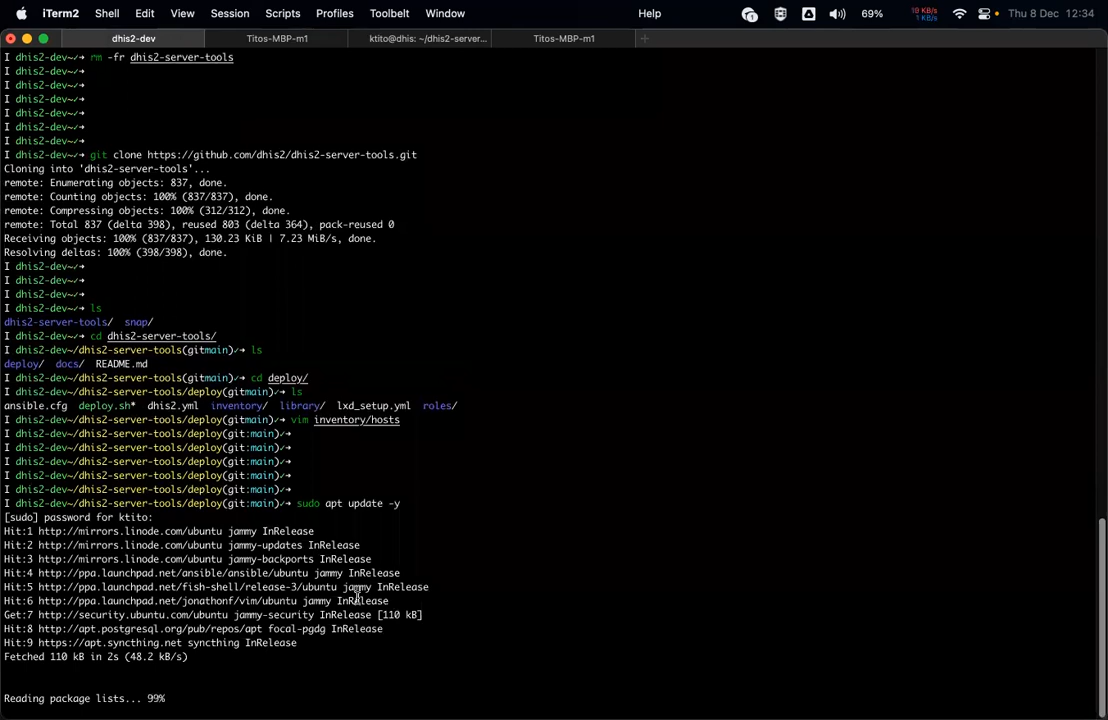 iTerm2 Shell Edit View Session Scripts Profiles Toolbelt Window Help 69% 19 KB/s 1 KB/s Thu 8 Dec 12:34
dhis2-dev Titos-MBP-m1 ktito@dhis: ~/dhis2-server... Titos-MBP-m1
I dhis2-dev~✓➜ rm -fr dhis2-server-tools
I dhis2-dev~✓➜
I dhis2-dev~✓➜
I dhis2-dev~✓➜
I dhis2-dev~✓➜
I dhis2-dev~✓➜
I dhis2-dev~✓➜
I dhis2-dev~✓➜ git clone https://github.com/dhis2/dhis2-server-tools.git
Cloning into 'dhis2-server-tools'...
remote: Enumerating objects: 837, done.
remote: Counting objects: 100% (837/837), done.
remote: Compressing objects: 100% (312/312), done.
remote: Total 837 (delta 398), reused 803 (delta 364), pack-reused 0
Receiving objects: 100% (837/837), 130.23 KiB | 7.23 MiB/s, done.
Resolving deltas: 100% (398/398), done.
I dhis2-dev~✓➜
I dhis2-dev~✓➜
I dhis2-dev~✓➜
I dhis2-dev~✓➜ ls
dhis2-server-tools/ snap/
I dhis2-dev~✓➜ cd dhis2-server-tools/
I dhis2-dev~/dhis2-server-tools(gitmain)✓➜ ls
deploy/ docs/ README.md
I dhis2-dev~/dhis2-server-tools(gitmain)✓➜ cd deploy/
I dhis2-dev~/dhis2-server-tools/deploy(gitmain)✓➜ ls
ansible.cfg deploy.sh* dhis2.yml inventory/ library/ lxd_setup.yml roles/
I dhis2-dev~/dhis2-server-tools/deploy(gitmain)✓➜ vim inventory/hosts
I dhis2-dev~/dhis2-server-tools/deploy(git:main)✓➜
I dhis2-dev~/dhis2-server-tools/deploy(git:main)✓➜
I dhis2-dev~/dhis2-server-tools/deploy(git:main)✓➜
I dhis2-dev~/dhis2-server-tools/deploy(git:main)✓➜
I dhis2-dev~/dhis2-server-tools/deploy(git:main)✓➜
I dhis2-dev~/dhis2-server-tools/deploy(git:main)✓➜ sudo apt update -y
[sudo] password for ktito:
Hit:1 http://mirrors.linode.com/ubuntu jammy InRelease
Hit:2 http://mirrors.linode.com/ubuntu jammy-updates InRelease
Hit:3 http://mirrors.linode.com/ubuntu jammy-backports InRelease
Hit:4 http://ppa.launchpad.net/ansible/ansible/ubuntu jammy InRelease
Hit:5 http://ppa.launchpad.net/fish-shell/release-3/ubuntu jammy InRelease
Hit:6 http://ppa.launchpad.net/jonathonf/vim/ubuntu jammy InRelease
Get:7 http://security.ubuntu.com/ubuntu jammy-security InRelease [110 kB]
Hit:8 http://apt.postgresql.org/pub/repos/apt focal-pgdg InRelease
Hit:9 https://apt.syncthing.net syncthing InRelease
Fetched 110 kB in 2s (48.2 kB/s)
Reading package lists... 99%